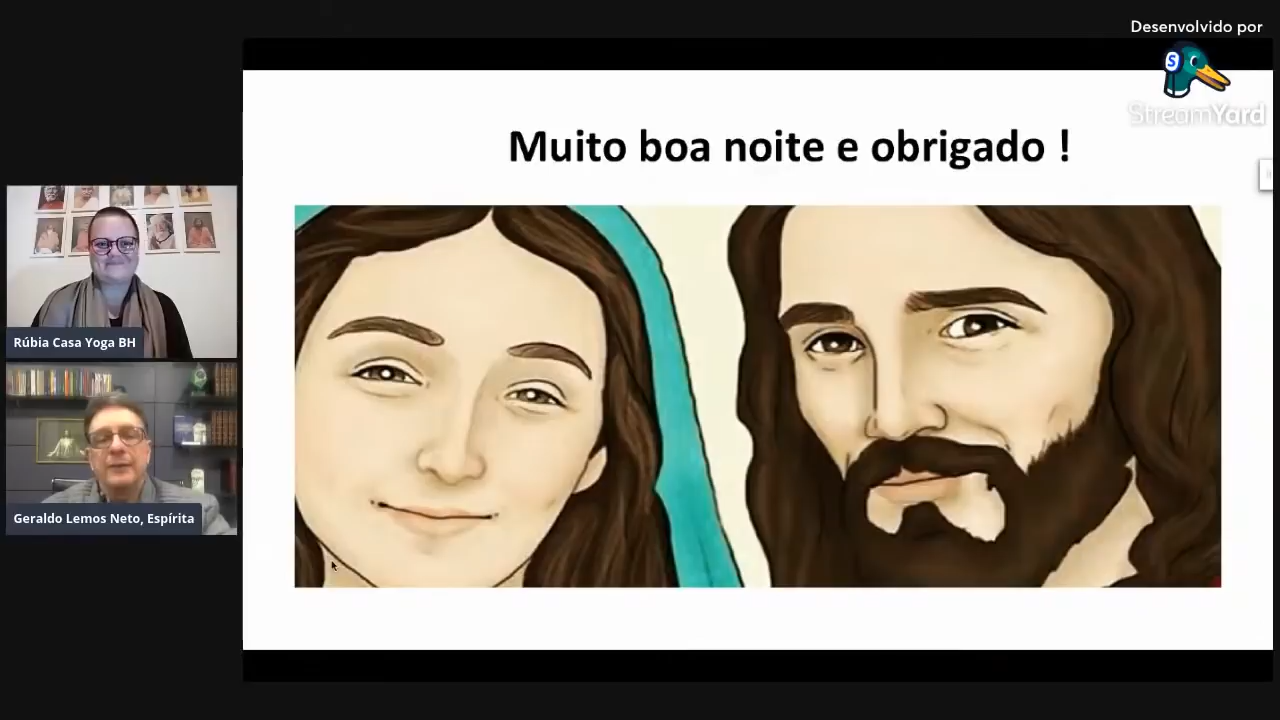 Desenvolvido por
S
StreamYard
Muito boa noite e obrigado !
Rúbia Casa Yoga BH
Geraldo Lemos Neto, Espírita